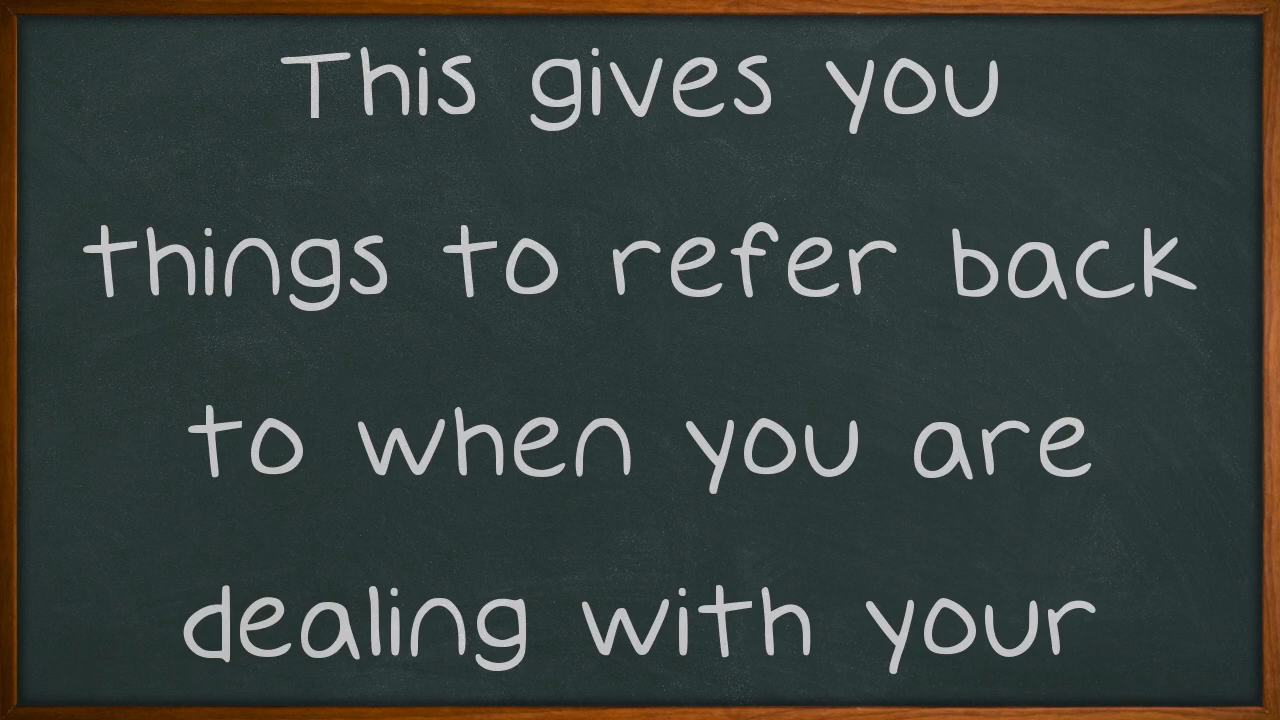 This gives you
things to refer back
to when you are
dealing with your